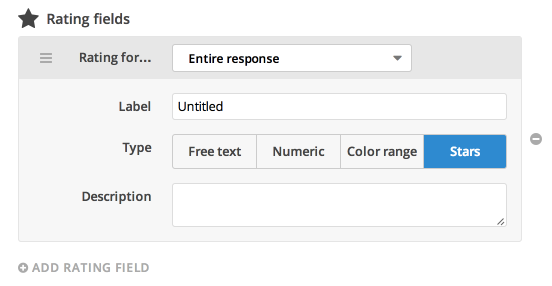 Rating fields
Rating for... Entire response
Label Untitled
Type Free text Numeric Color range Stars
Description
ADD RATING FIELD